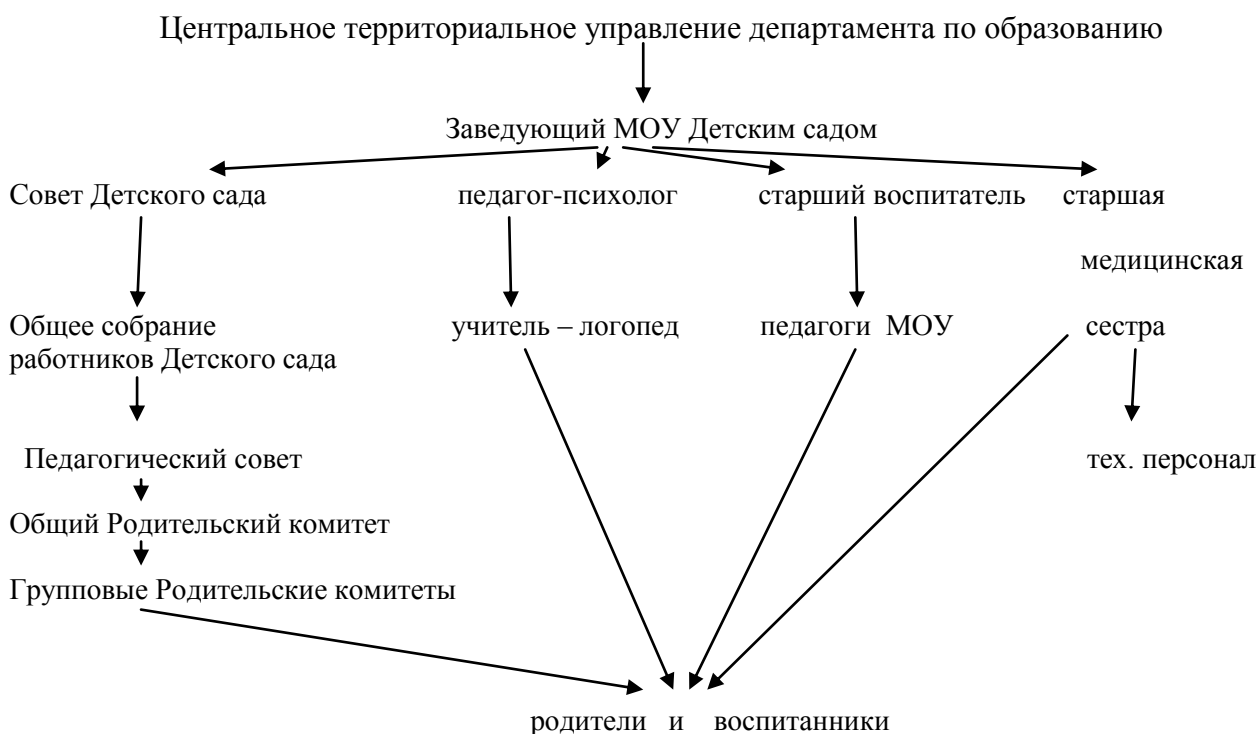 Центральное территориальное управление департамента по образованию
Заведующий МОУ Детским садом
Совет Детского сада
педагог-психолог
старший воспитатель
старшая
медицинская
Общее собрание
работников Детского сада
учитель – логопед
педагоги МОУ
сестра
Педагогический совет
тех. персонал
Общий Родительский комитет
Групповые Родительские комитеты
родители и воспитанники